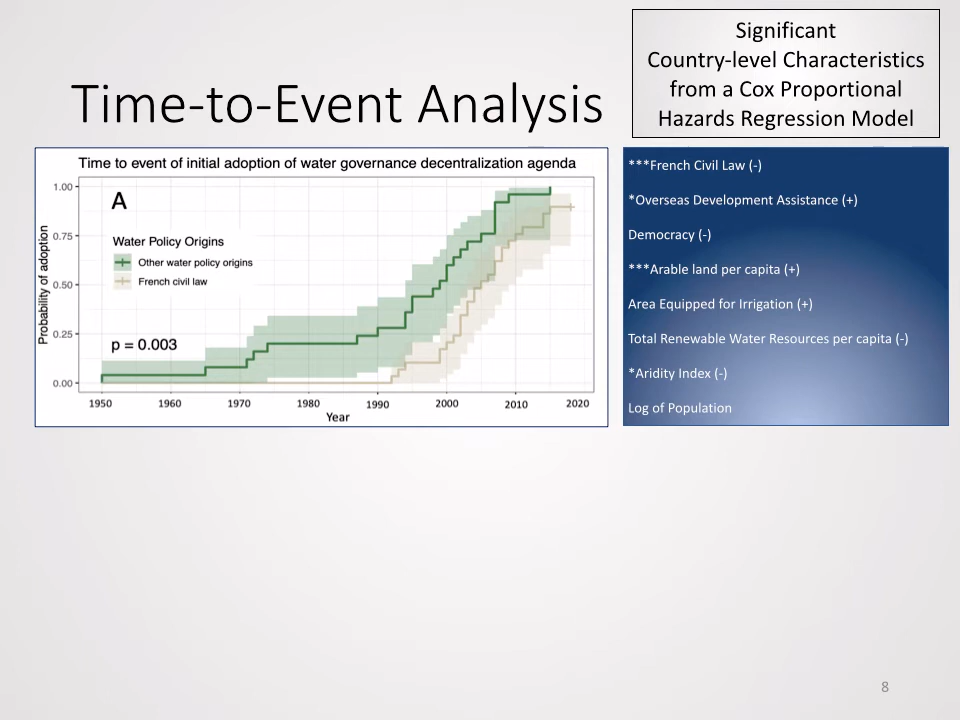 Significant
Country-level Characteristics
from a Cox Proportional
Hazards Regression Model
Time-to-Event Analysis
Time to event of initial adoption of water governance decentralization agenda
A
Water Policy Origins
Other water policy origins
French civil law
p = 0.003
Probability of adoption
1.00
0.75
0.50
0.25
0.00
1950 1960 1970 1980 1990 2000 2010 2020
Year
***French Civil Law (-)
*Overseas Development Assistance (+)
Democracy (-)
***Arable land per capita (+)
Area Equipped for Irrigation (+)
Total Renewable Water Resources per capita (-)
*Aridity Index (-)
Log of Population
8